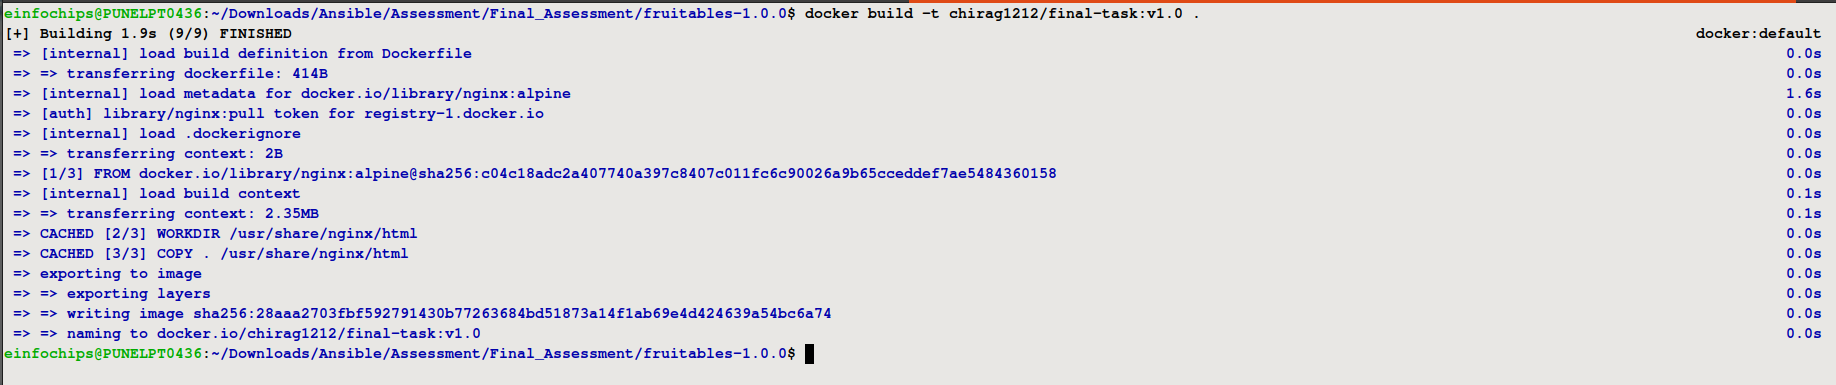 einfochips@PUNELPT0436:~/Downloads/Ansible/Assessment/Final_Assessment/fruitables-1.0.0$ docker build -t chirag1212/final-task:v1.0 .
[+] Building 1.9s (9/9) FINISHED docker:default
=> [internal] load build definition from Dockerfile 0.0s
=> => transferring dockerfile: 414B 0.0s
=> [internal] load metadata for docker.io/library/nginx:alpine 1.6s
=> [auth] library/nginx:pull token for registry-1.docker.io 0.0s
=> [internal] load .dockerignore 0.0s
=> => transferring context: 2B 0.0s
=> [1/3] FROM docker.io/library/nginx:alpine@sha256:c04c18adc2a407740a397c8407c011fc6c90026a9b65cceddef7ae5484360158 0.0s
=> [internal] load build context 0.1s
=> => transferring context: 2.35MB 0.1s
=> CACHED [2/3] WORKDIR /usr/share/nginx/html 0.0s
=> CACHED [3/3] COPY . /usr/share/nginx/html 0.0s
=> exporting to image 0.0s
=> => exporting layers 0.0s
=> => writing image sha256:28aaa2703fbf592791430b77263684bd51873a14f1ab69e4d424639a54bc6a74 0.0s
=> => naming to docker.io/chirag1212/final-task:v1.0 0.0s
einfochips@PUNELPT0436:~/Downloads/Ansible/Assessment/Final_Assessment/fruitables-1.0.0$